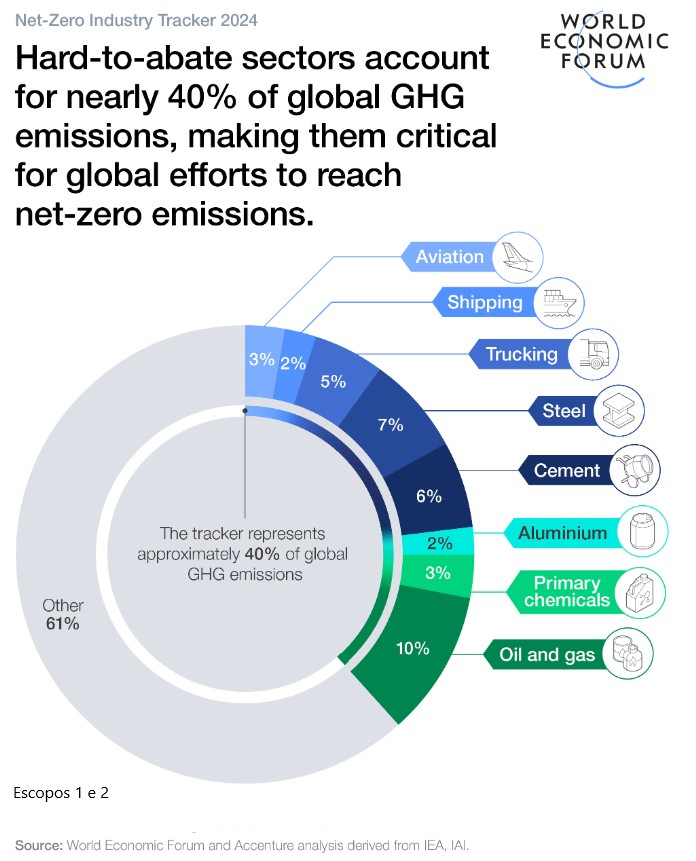 Net-Zero Industry Tracker 2024
WORLD
ECONOMIC
FORUM
Hard-to-abate sectors account
for nearly 40% of global GHG
emissions, making them critical
for global efforts to reach
net-zero emissions.
Aviation
Shipping
Trucking
Steel
Cement
Aluminium
Primary
chemicals
Oil and gas
3%
2%
5%
7%
6%
2%
3%
10%
The tracker represents
approximately 40% of global
GHG emissions
Other
61%
Escopos 1 e 2
Source: World Economic Forum and Accenture analysis derived from IEA, IAI.